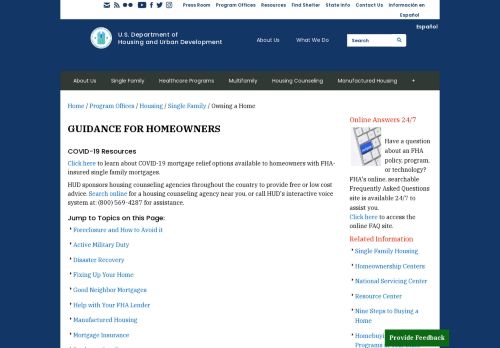 Press Room Program Offices Resources Find Shelter State Info Contact Us Información en
Español
Español
U.S. Department of
Housing and Urban Development
About Us What We Do
Search
About Us Single Family Healthcare Programs Multifamily Housing Counseling Manufactured Housing +
Home / Program Offices / Housing / Single Family / Owning a Home
GUIDANCE FOR HOMEOWNERS
COVID-19 Resources
Click here to learn about COVID-19 mortgage relief options available to homeowners with FHA-
insured single family mortgages.
HUD sponsors housing counseling agencies throughout the country to provide free or low cost
advice. Search online for a housing counseling agency near you, or call HUD's interactive
voice system at: (800) 569-4287 for assistance.
Jump to Topics on this Page:
Foreclosure and How to Avoid it
Active Military Duty
Disaster Recovery
Fixing Up Your Home
Good Neighbor Mortgages
Help with Your FHA Lender
Manufactured Housing
Mortgage Insurance
Online Answers 24/7
Have a question
about an FHA
policy, program,
or technology?
FHA's online, searchable
Frequently Asked Questions
site is available 24/7 to
assist you.
Click here to access the
online FAQ site.
Related Information
Single Family Housing
Homeownership Centers
National Servicing Center
Resource Center
Nine Steps to Buying a
Home
Programs
Provide Feedback